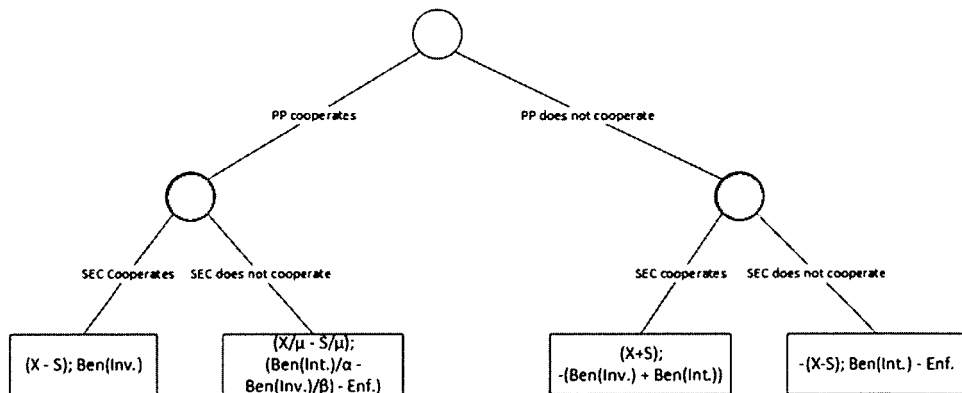 PP cooperates
PP does not cooperate
SEC Cooperates
SEC does not cooperate
SEC cooperates
SEC does not cooperate
(X - S); Ben(Inv.)
(X/μ - S/μ);
(Ben(Int.)/α -
Ben(Inv.)/β) - Enf.)
(X+S);
-(Ben(Inv.) + Ben(Int.))
-(X-S); Ben(Int.) - Enf.